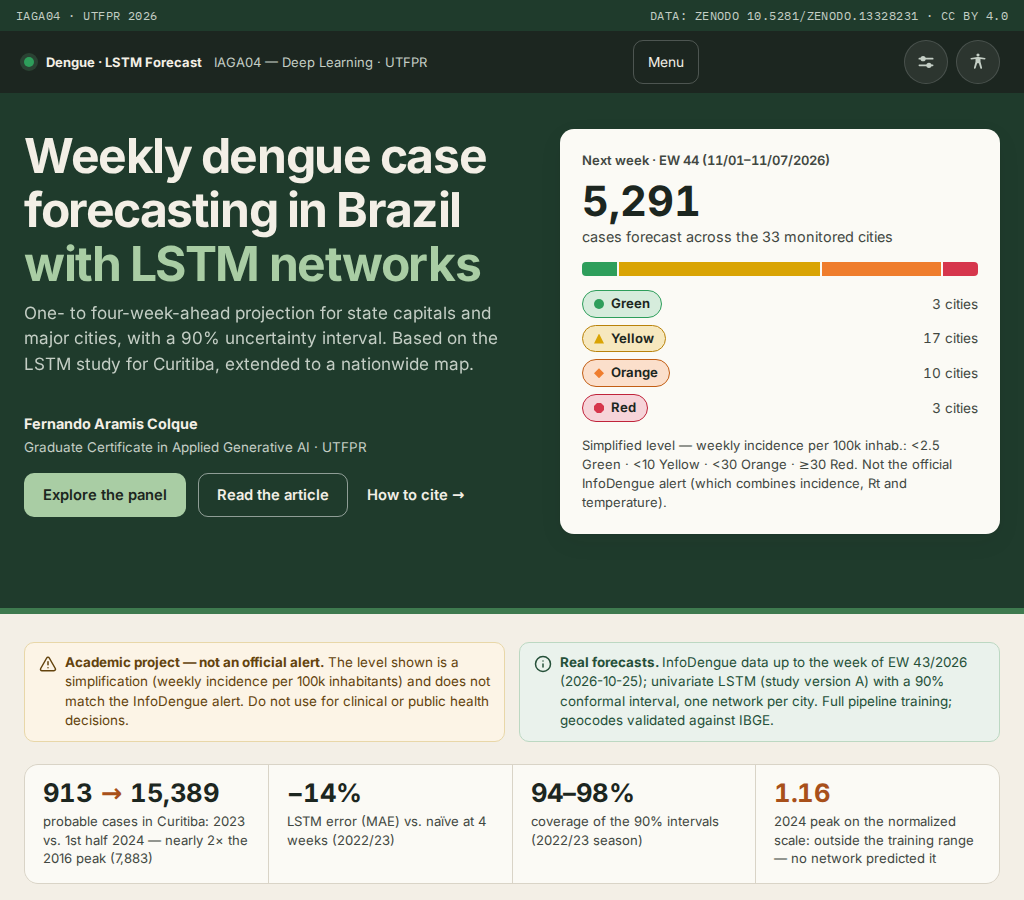 IAGA04 · UTFPR 2026
DATA: ZENODO 10.5281/ZENODO.13328231 · CC BY 4.0
Dengue · LSTM Forecast IAGA04 — Deep Learning · UTFPR
Menu
Weekly dengue case
forecasting in Brazil
with LSTM networks
One- to four-week-ahead projection for state capitals and
major cities, with a 90% uncertainty interval. Based on the
LSTM study for Curitiba, extended to a nationwide map.
Fernando Aramis Colque
Graduate Certificate in Applied Generative AI · UTFPR
Explore the panel
Read the article
How to cite →
Next week · EW 44 (11/01–11/07/2026)
5,291
cases forecast across the 33 monitored cities
Green 3 cities
Yellow 17 cities
Orange 10 cities
Red 3 cities
Simplified level — weekly incidence per 100k inhab.: <2.5
Green · <10 Yellow · <30 Orange · ≥30 Red. Not the official
InfoDengue alert (which combines incidence, Rt and
temperature).
Academic project — not an official alert. The level shown is a
simplification (weekly incidence per 100k inhabitants) and does not
match the InfoDengue alert. Do not use for clinical or public health
decisions.
Real forecasts. InfoDengue data up to the week of EW 43/2026
(2026-10-25); univariate LSTM (study version A) with a 90%
conformal interval, one network per city. Full pipeline training;
geocodes validated against IBGE.
913 → 15,389
probable cases in Curitiba: 2023
vs. 1st half 2024 — nearly 2× the
2016 peak (7,883)
−14%
LSTM error (MAE) vs. naïve at 4
weeks (2022/23)
94–98%
coverage of the 90% intervals
(2022/23 season)
1.16
2024 peak on the normalized
scale: outside the training range
— no network predicted it